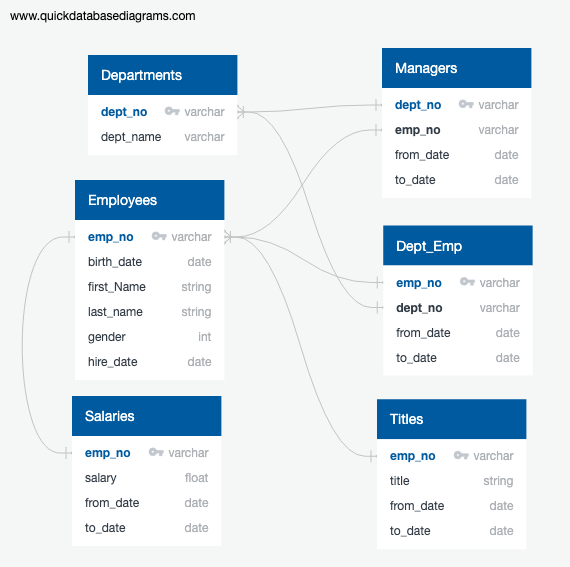 www.quickdatabasediagrams.com
Departments
dept_no varchar
dept_name varchar
Managers
dept_no varchar
emp_no varchar
from_date date
to_date date
Employees
emp_no varchar
birth_date date
first_Name string
last_name string
gender int
hire_date date
Dept_Emp
emp_no varchar
dept_no varchar
from_date date
to_date date
Salaries
emp_no varchar
salary float
from_date date
to_date date
Titles
emp_no varchar
title string
from_date date
to_date date